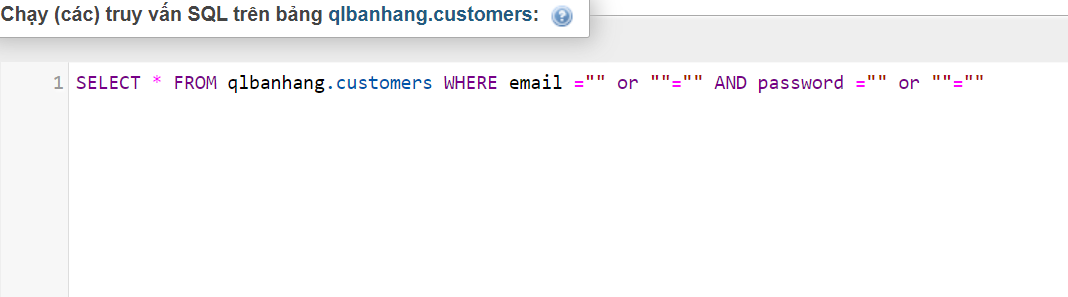 Chạy (các) truy vấn SQL trên bảng qlbanhang.customers:
1 SELECT * FROM qlbanhang.customers WHERE email ="" or ""="" AND password ="" or ""=""